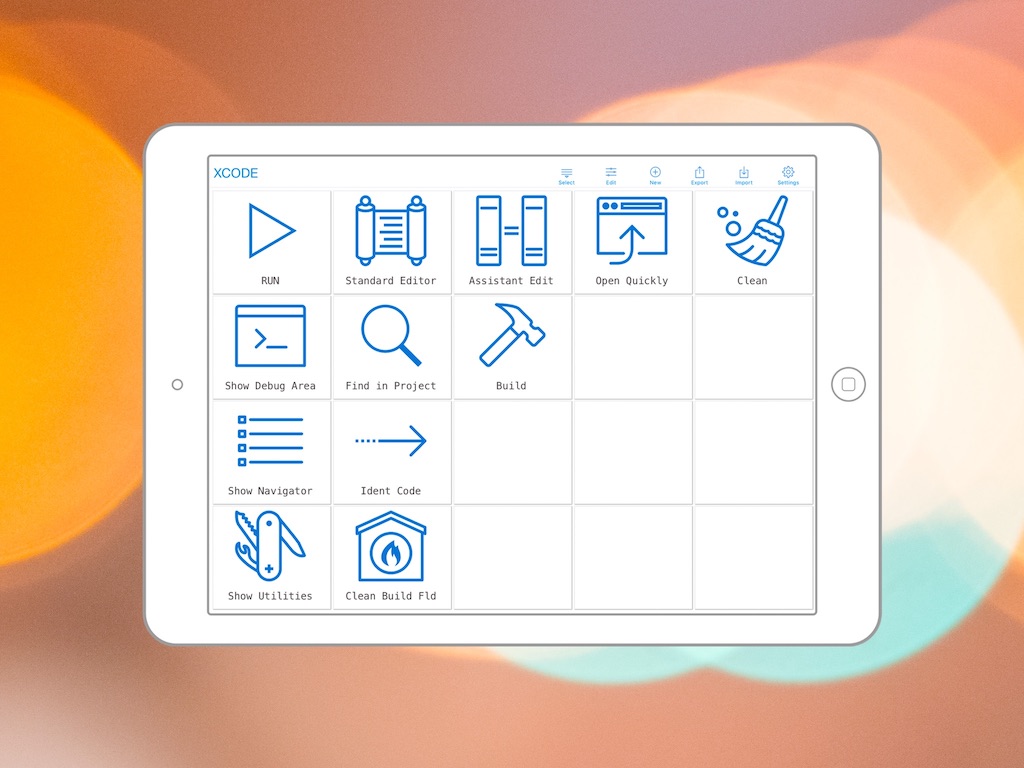 XCODE
Select Edit New Export Import Settings
RUN Standard Editor Assistant Edit Open Quickly Clean
Show Debug Area Find in Project Build
Show Navigator Ident Code
Show Utilities Clean Build Fld